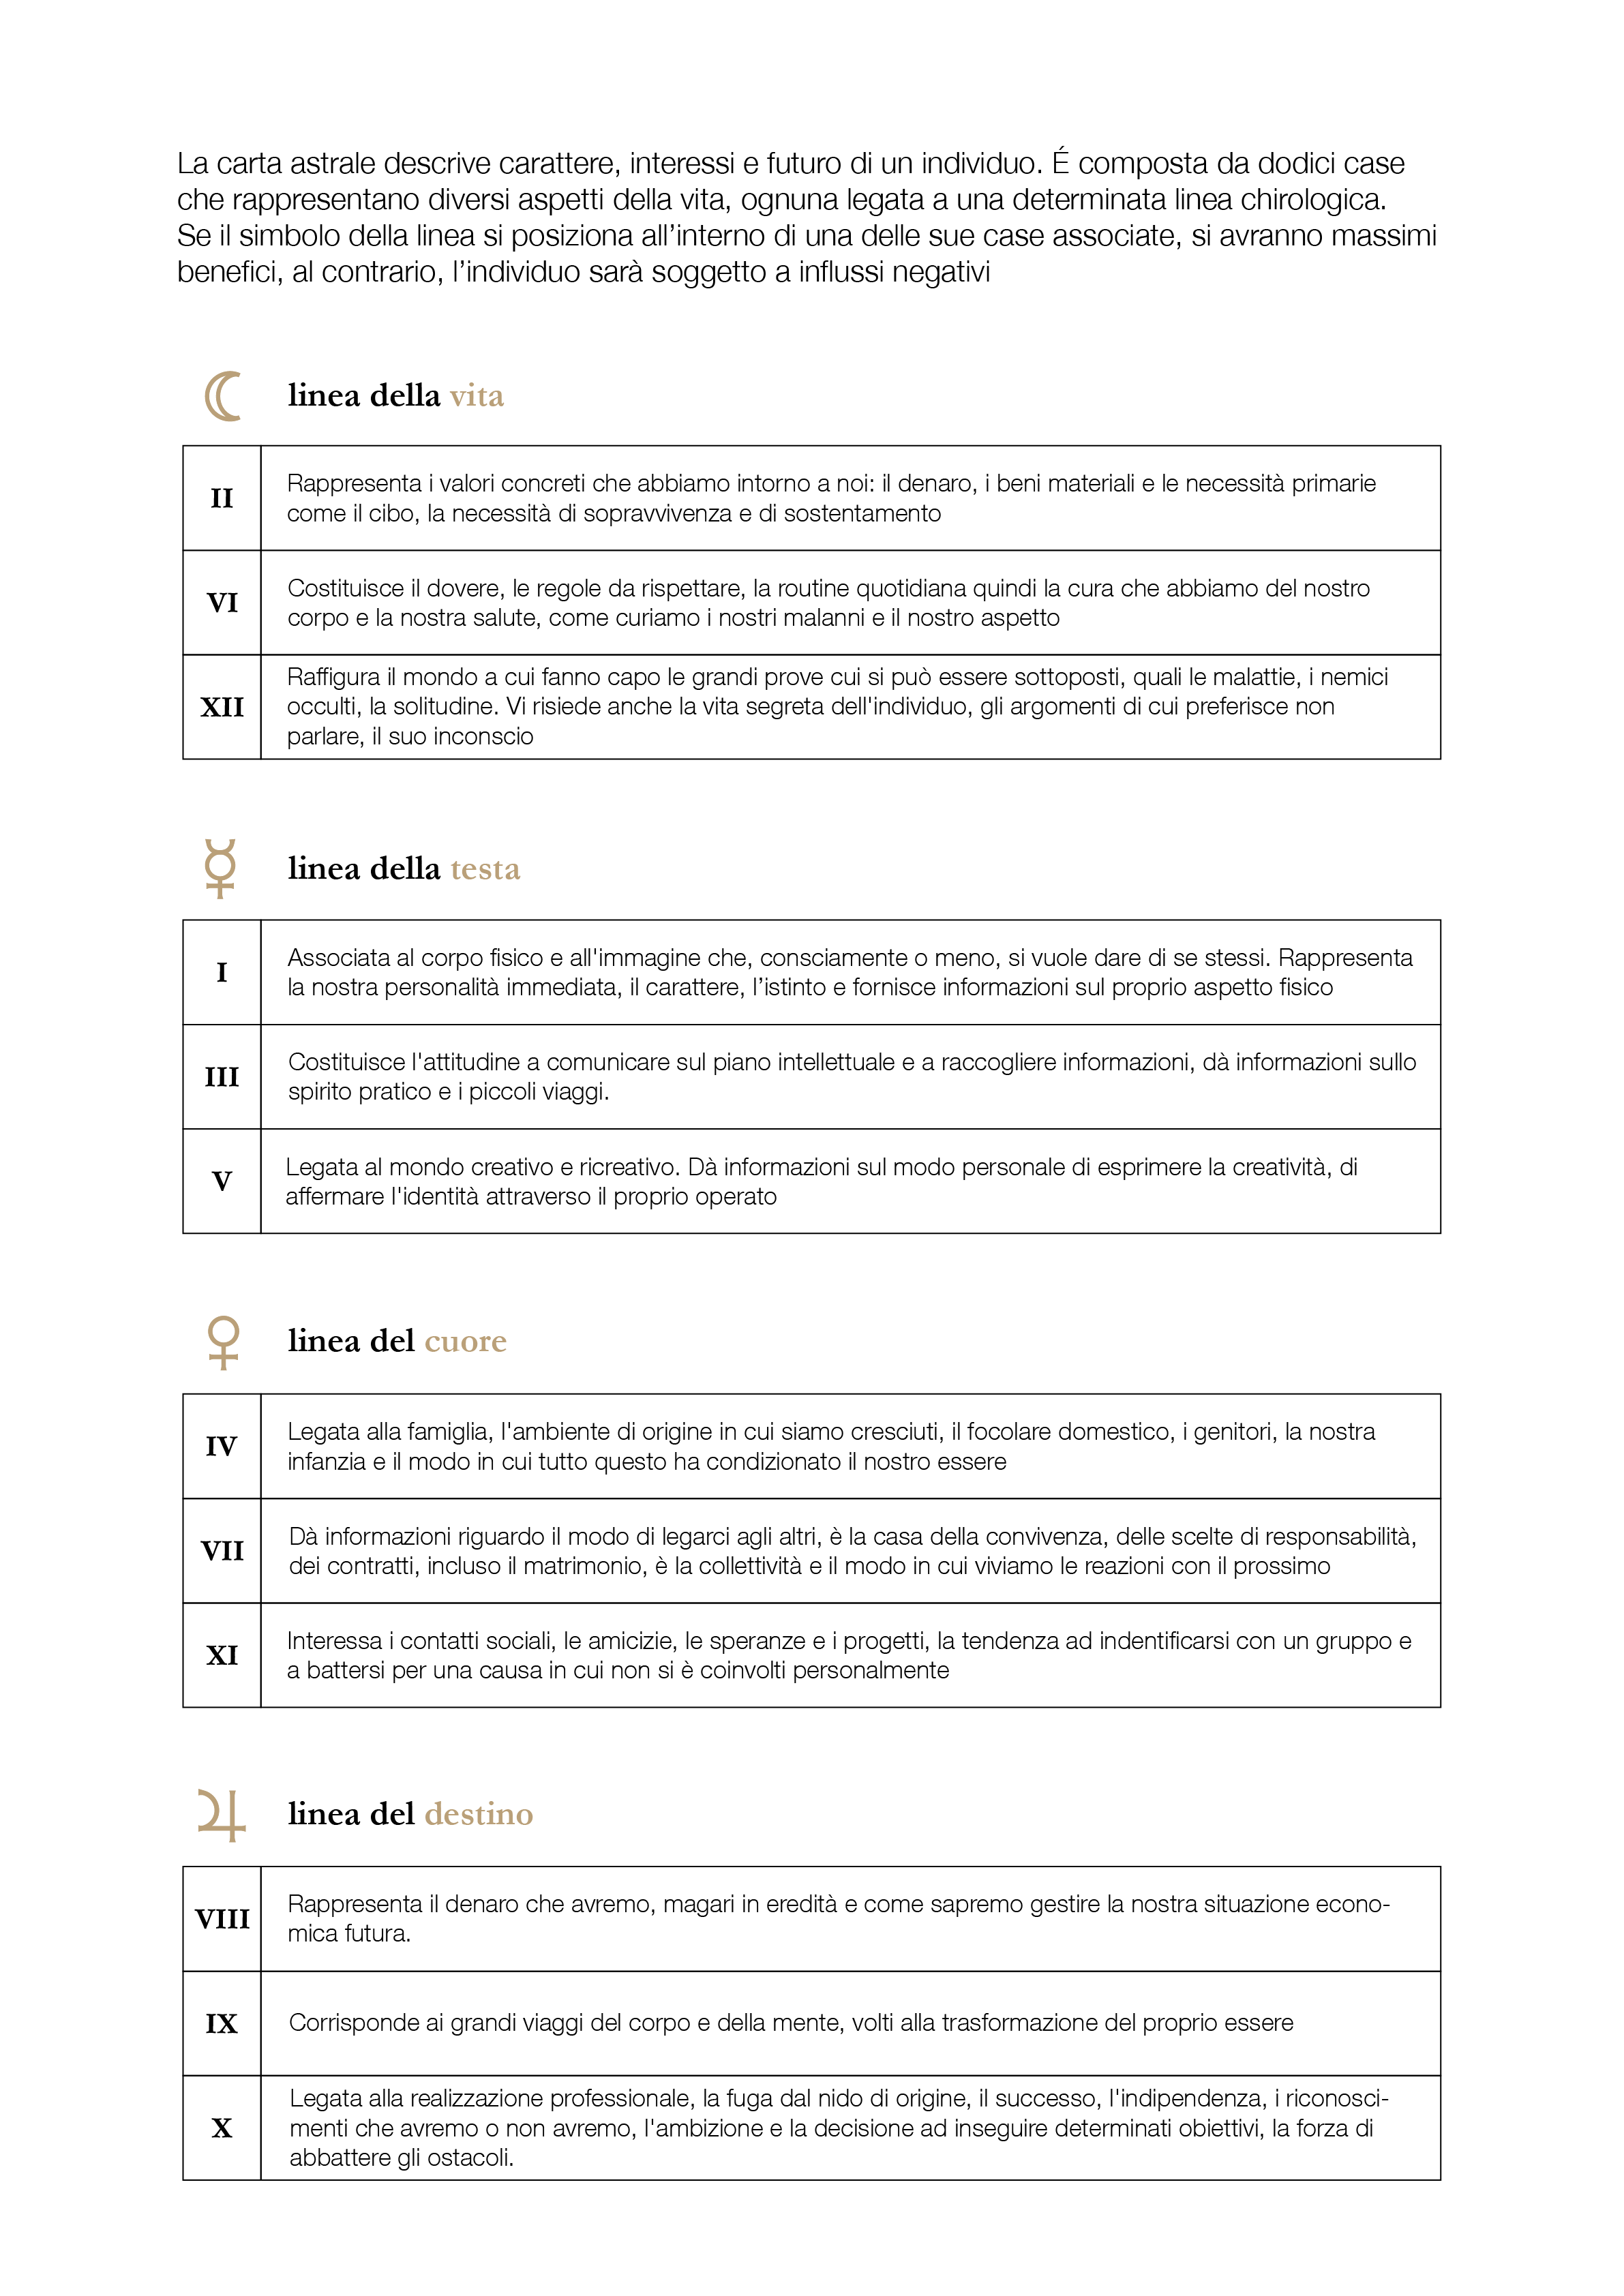 La carta astrale descrive carattere, interessi e futuro di un individuo. É composta da dodici case
che rappresentano diversi aspetti della vita, ognuna legata a una determinata linea chirologica.
Se il simbolo della linea si posiziona all’interno di una delle sue case associate, si avranno massimi
benefici, al contrario, l’individuo sarà soggetto a influssi negativi
linea della vita
II
Rappresenta i valori concreti che abbiamo intorno a noi: il denaro, i beni materiali e le necessità primarie
come il cibo, la necessità di sopravvivenza e di sostentamento
VI
Costituisce il dovere, le regole da rispettare, la routine quotidiana quindi la cura che abbiamo del nostro
corpo e la nostra salute, come curiamo i nostri malanni e il nostro aspetto
XII
Raffigura il mondo a cui fanno capo le grandi prove cui si può essere sottoposti, quali le malattie, i nemici
occulti, la solitudine. Vi risiede anche la vita segreta dell'individuo, gli argomenti di cui preferisce non
parlare, il suo inconscio
linea della testa
I
Associata al corpo fisico e all'immagine che, consciamente o meno, si vuole dare di se stessi. Rappresenta
la nostra personalità immediata, il carattere, l’istinto e fornisce informazioni sul proprio aspetto fisico
III
Costituisce l'attitudine a comunicare sul piano intellettuale e a raccogliere informazioni, dà informazioni sullo
spirito pratico e i piccoli viaggi.
V
Legata al mondo creativo e ricreativo. Dà informazioni sul modo personale di esprimere la creatività, di
affermare l'identità attraverso il proprio operato
linea del cuore
IV
Legata alla famiglia, l'ambiente di origine in cui siamo cresciuti, il focolare domestico, i genitori, la nostra
infanzia e il modo in cui tutto questo ha condizionato il nostro essere
VII
Dà informazioni riguardo il modo di legarci agli altri, è la casa della convivenza, delle scelte di responsabilità,
dei contratti, incluso il matrimonio, è la collettività e il modo in cui viviamo le reazioni con il prossimo
XI
Interessa i contatti sociali, le amicizie, le speranze e i progetti, la tendenza ad indentificarsi con un gruppo e
a battersi per una causa in cui non si è coinvolti personalmente
linea del destino
VIII
Rappresenta il denaro che avremo, magari in eredità e come sapremo gestire la nostra situazione econo-
mica futura.
IX
Corrisponde ai grandi viaggi del corpo e della mente, volti alla trasformazione del proprio essere
X
Legata alla realizzazione professionale, la fuga dal nido di origine, il successo, l'indipendenza, i riconosci-
menti che avremo o non avremo, l'ambizione e la decisione ad inseguire determinati obiettivi, la forza di
abbattere gli ostacoli.